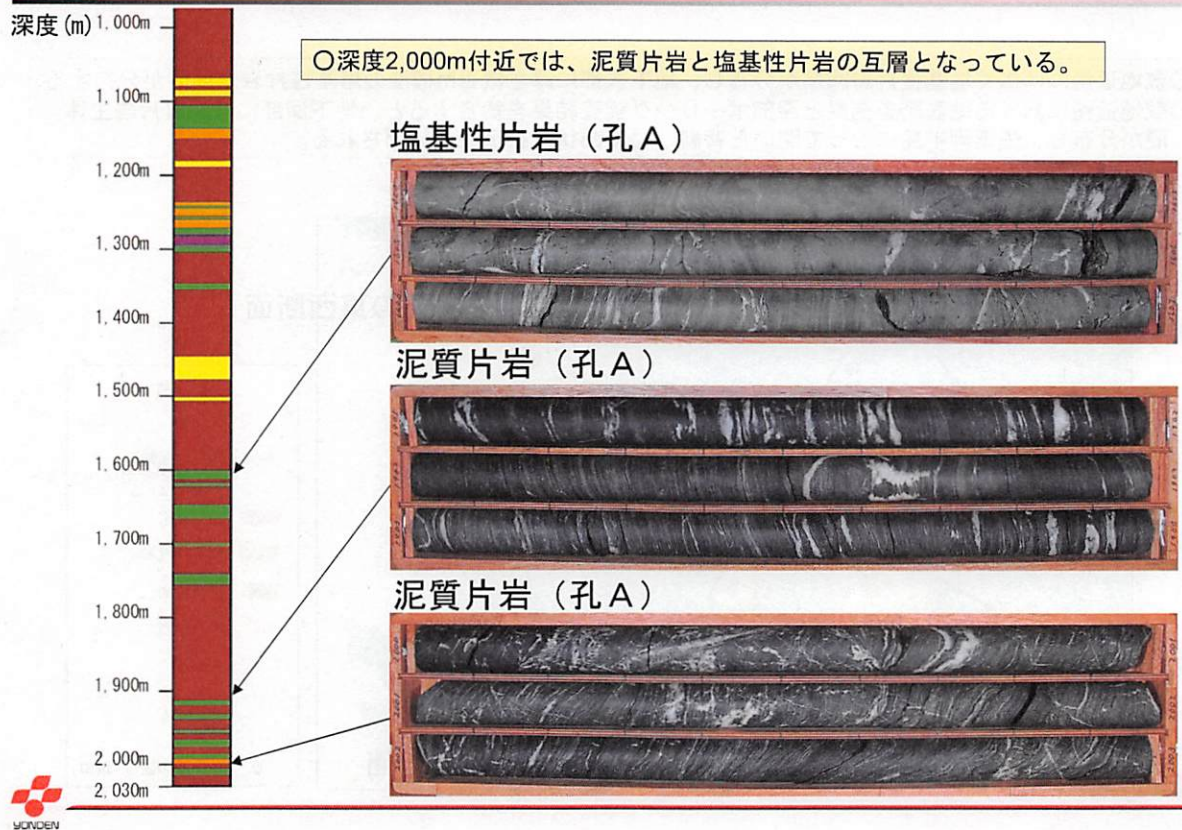 深度(m)
1,000m
1,100m
1,200m
1,300m
1,400m
1,500m
1,600m
1,700m
1,800m
1,900m
2,000m
2,030m
○深度2,000m付近では、泥質片岩と塩基性片岩の互層となっている。
塩基性片岩（孔A）
泥質片岩（孔A）
泥質片岩（孔A）
YONDEN